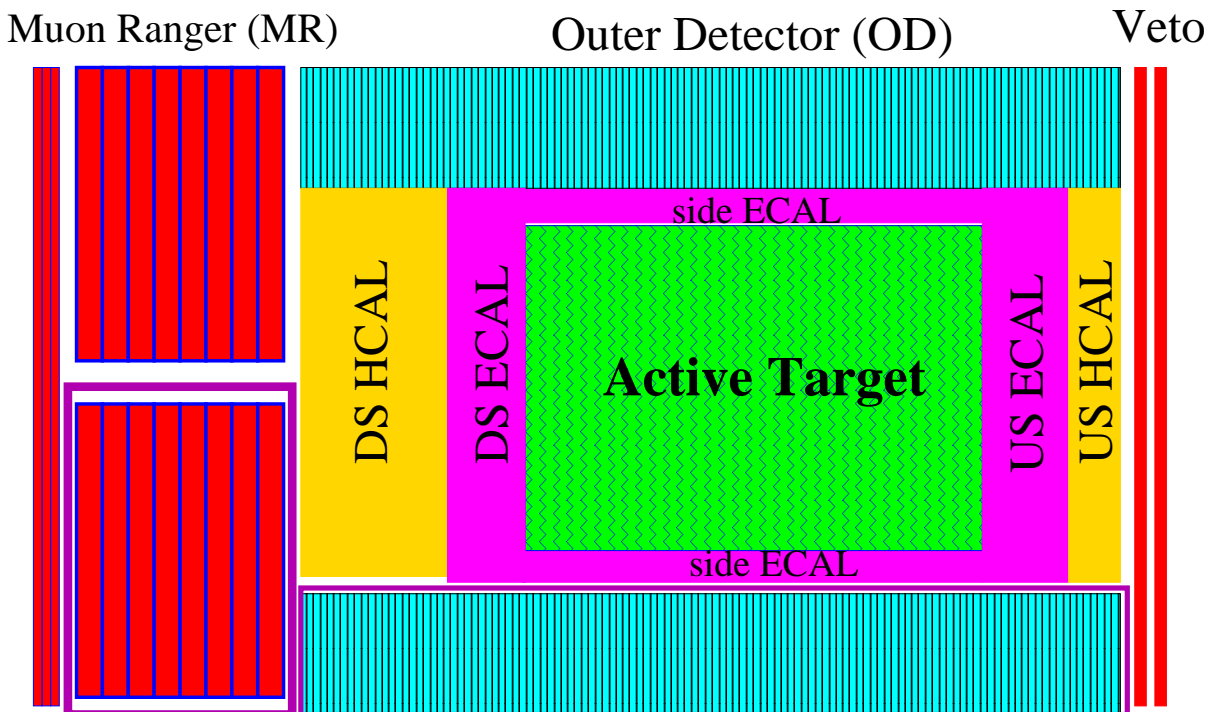 Muon Ranger (MR)
Outer Detector (OD)
Veto
side ECAL
DS HCAL
DS ECAL
Active Target
US ECAL
US HCAL
side ECAL